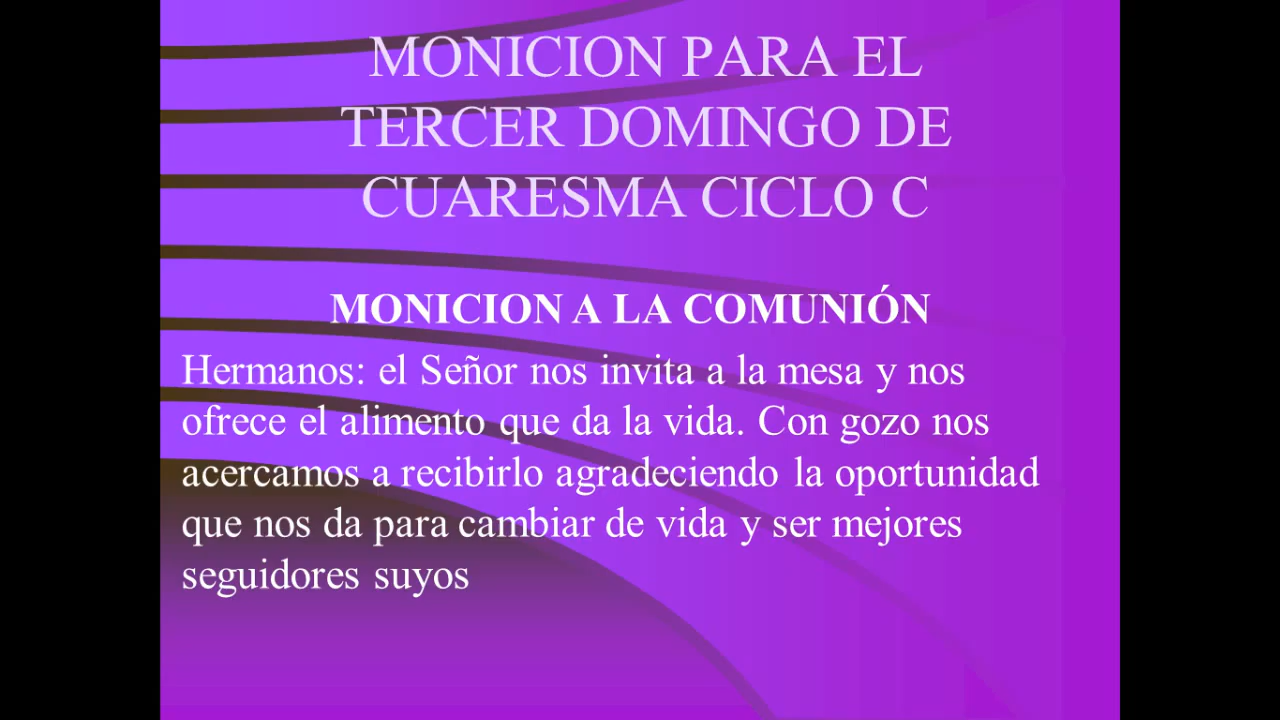 MONICION PARA EL
TERCER DOMINGO DE
CUARESMA CICLO C
MONICION A LA COMUNIÓN
Hermanos: el Señor nos invita a la mesa y nos
ofrece el alimento que da la vida. Con gozo nos
acercamos a recibirlo agradeciendo la oportunidad
que nos da para cambiar de vida y ser mejores
seguidores suyos